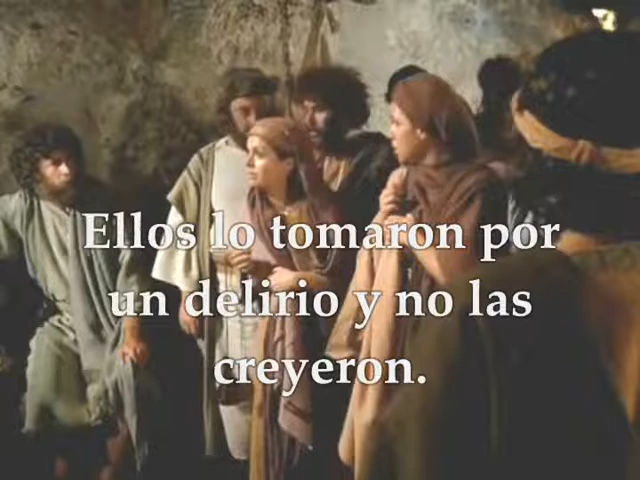 Ellos lo tomaron por
un delirio y no las
creyeron.